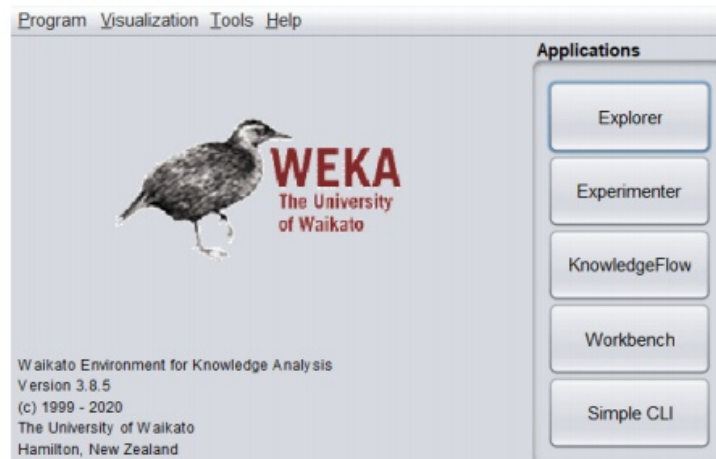 Program Visualization Tools Help
WEKA
The University
of Waikato
Waikato Environment for Knowledge Analysis
Version 3.8.5
(c) 1999 - 2020
The University of Waikato
Hamilton, New Zealand
Applications
Explorer
Experimenter
KnowledgeFlow
Workbench
Simple CLI